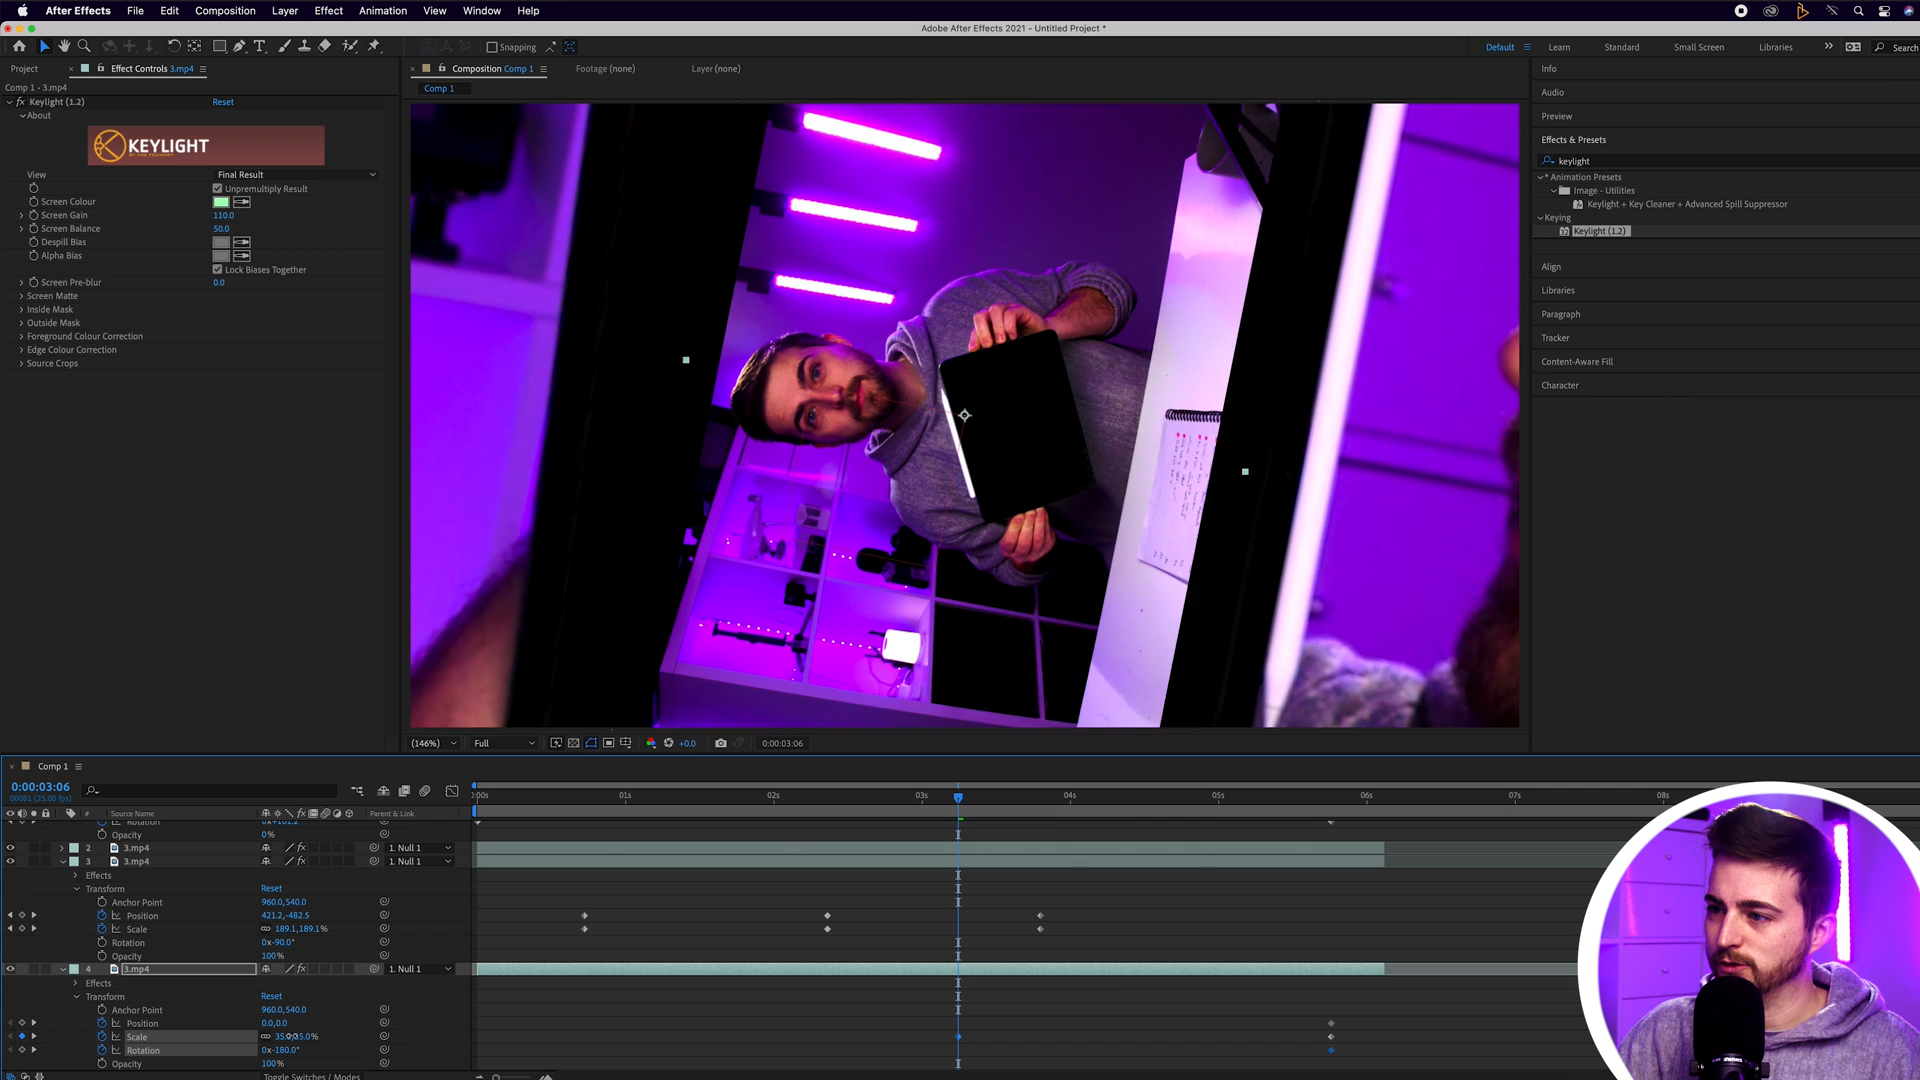 After Effects File Edit Composition Layer Effect Animation View Window Help
Adobe After Effects 2021 - Untitled Project *
Snapping Default Learn Standard Small Screen Libraries Search
Project Effect Controls 3.mp4 Composition Comp 1 Footage (none) Layer (none) Info
Comp 1 - 3.mp4 Comp 1 Audio
fx Keylight (1.2) Reset
About Preview
KEYLIGHT
BY THE FOUNDRY
Effects & Presets
keylight
View Final Result
* Animation Presets
Unpremultiply Result Image - Utilities
Screen Colour Keylight + Key Cleaner + Advanced Spill Suppressor
Screen Gain 110.0 Keying
Screen Balance 50.0 Keylight (1.2)
Despill Bias
Alpha Bias
Lock Biases Together Align
Screen Pre-blur 0.0 Libraries
Screen Matte
Inside Mask Paragraph
Outside Mask
Foreground Colour Correction Tracker
Edge Colour Correction
Source Crops Content-Aware Fill
Character
(146%) Full +0.0 0:00:03:06
Comp 1
0:00:03:06
00081 (25.00 fps) :00s 01s 02s 03s 04s 05s 06s 07s 08s
# Source Name fx Parent & Link
Rotation 0x+101.2
Opacity 0%
2 3.mp4 fx 1. Null 1
3 3.mp4 fx 1. Null 1
Effects
Transform Reset
Anchor Point 960.0,540.0
Position 421.2,-482.5
Scale 189.1,189.1%
Rotation 0x-90.0°
Opacity 100%
4 3.mp4 fx 1. Null 1
Effects
Transform Reset
Anchor Point 960.0,540.0
Position 0.0,0.0
Scale 35.0,35.0%
Rotation 0x-180.0°
Opacity 100%
Toggle Switches / Modes